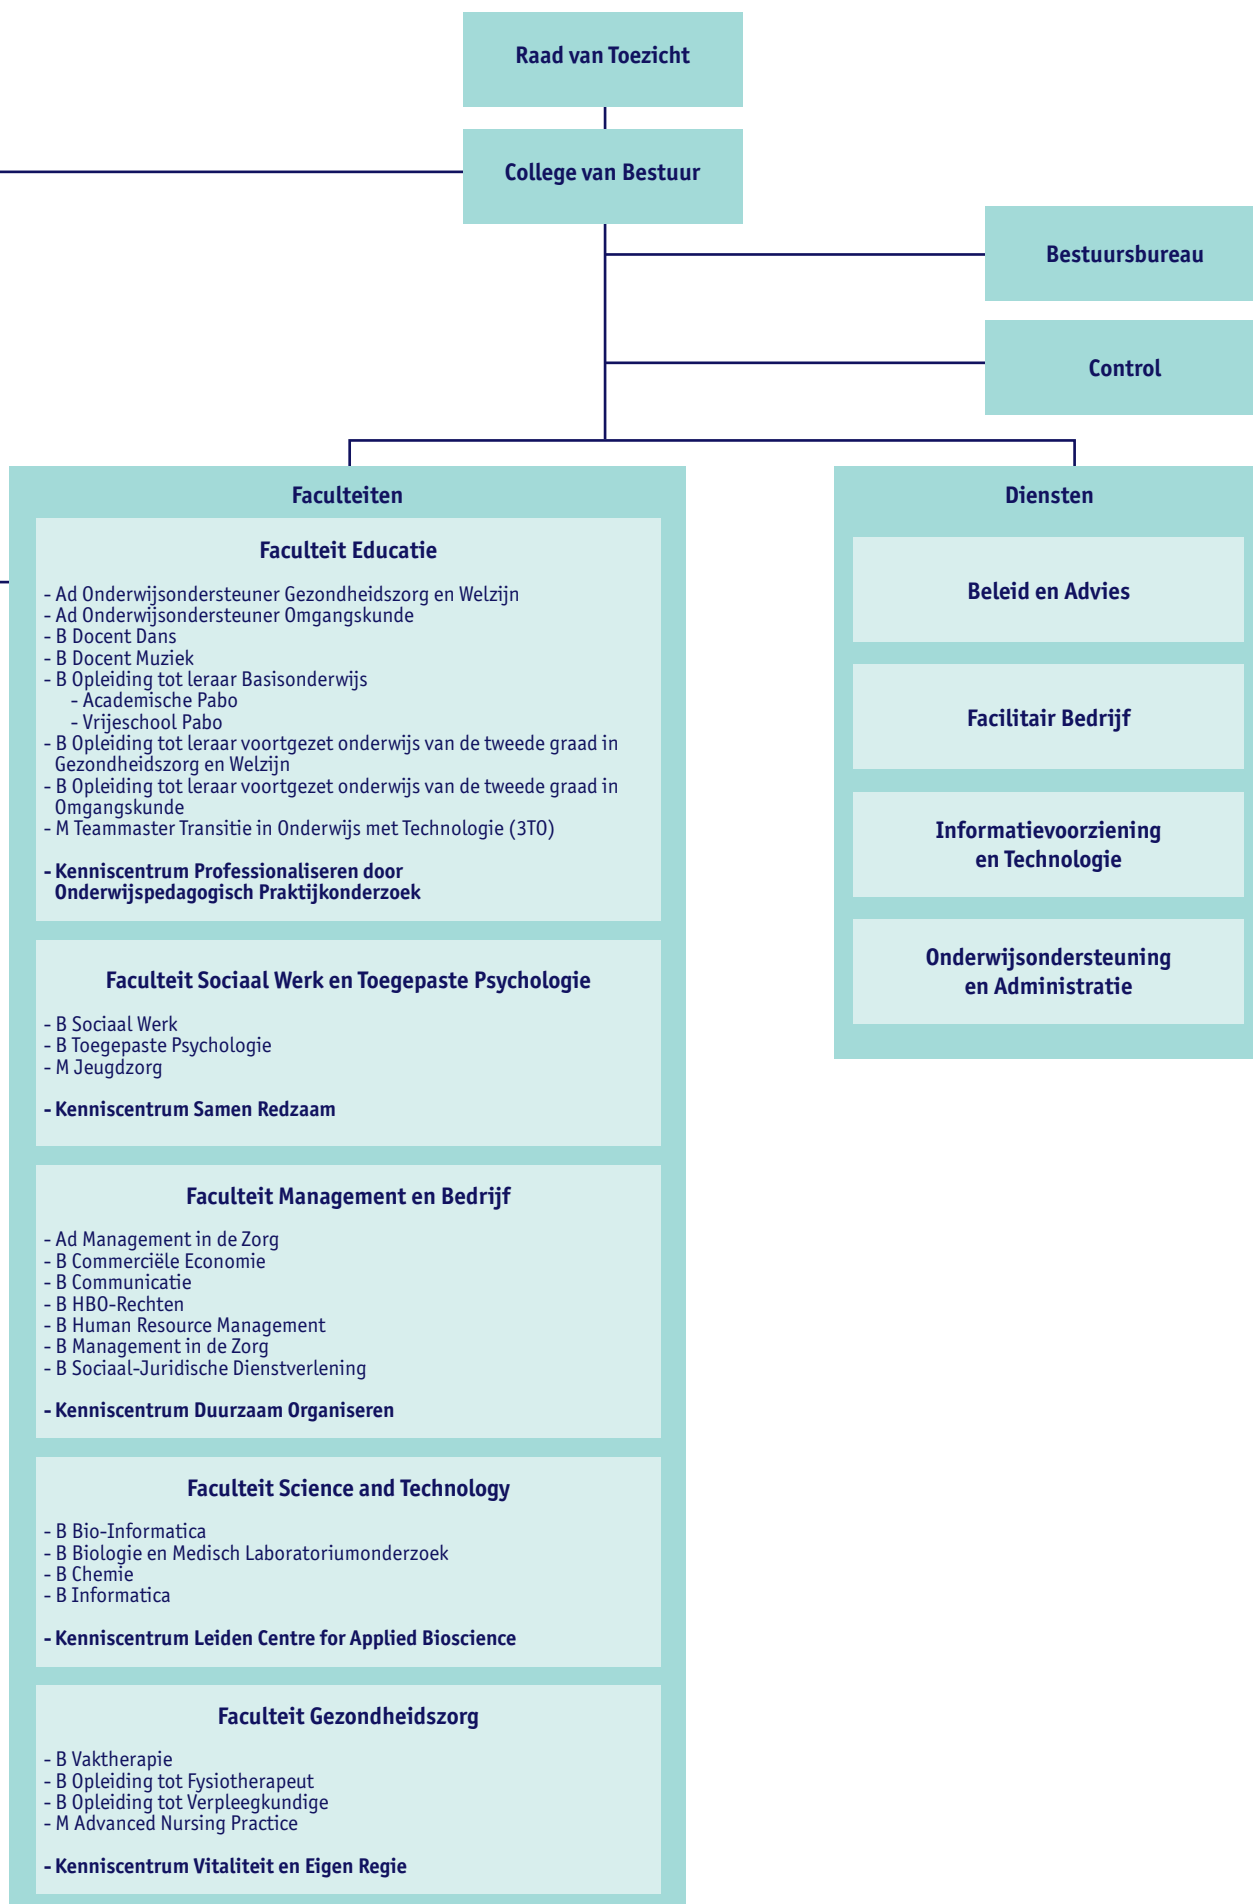 Raad van Toezicht
College van Bestuur
Bestuursbureau
Control
Faculteiten
Faculteit Educatie
- Ad Onderwijsondersteuner Gezondheidszorg en Welzijn
- Ad Onderwijsondersteuner Omgangskunde
- B Docent Dans
- B Docent Muziek
- B Opleiding tot leraar Basisonderwijs
- Academische Pabo
- Vrijeschool Pabo
- B Opleiding tot leraar voortgezet onderwijs van de tweede graad in
Gezondheidszorg en Welzijn
- B Opleiding tot leraar voortgezet onderwijs van de tweede graad in
Omgangskunde
- M Teammaster Transitie in Onderwijs met Technologie (3TO)
- Kenniscentrum Professionaliseren door
Onderwijspedagogisch Praktijkonderzoek
Faculteit Sociaal Werk en Toegepaste Psychologie
- B Sociaal Werk
- B Toegepaste Psychologie
- M Jeugdzorg
- Kenniscentrum Samen Redzaam
Faculteit Management en Bedrijf
- Ad Management in de Zorg
- B Commerciële Economie
- B Communicatie
- B HBO-Rechten
- B Human Resource Management
- B Management in de Zorg
- B Sociaal-Juridische Dienstverlening
- Kenniscentrum Duurzaam Organiseren
Faculteit Science and Technology
- B Bio-Informatica
- B Biologie en Medisch Laboratoriumonderzoek
- B Chemie
- B Informatica
- Kenniscentrum Leiden Centre for Applied Bioscience
Faculteit Gezondheidszorg
- B Vaktherapie
- B Opleiding tot Fysiotherapeut
- B Opleiding tot Verpleegkundige
- M Advanced Nursing Practice
- Kenniscentrum Vitaliteit en Eigen Regie
Diensten
Beleid en Advies
Facilitair Bedrijf
Informatievoorziening
en Technologie
Onderwijsondersteuning
en Administratie